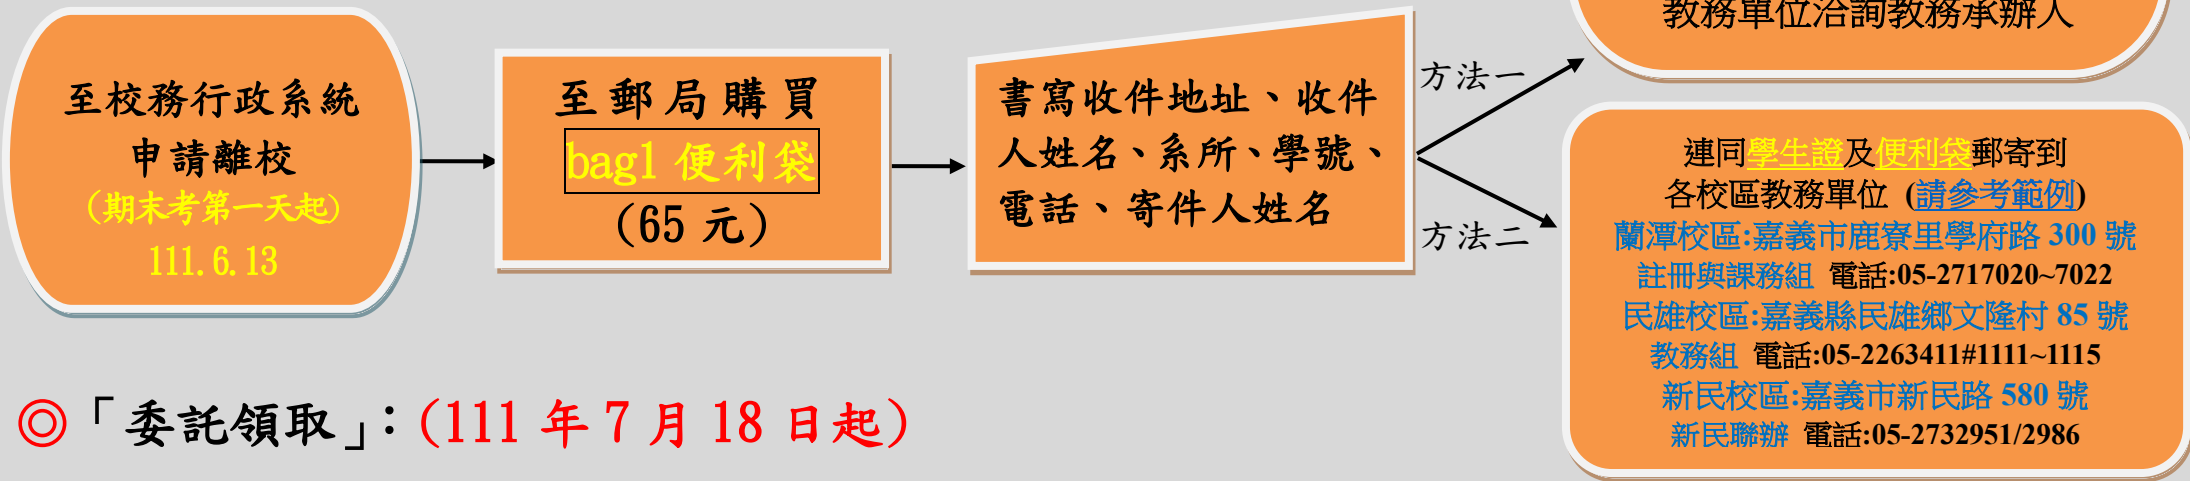 至校務行政系統
申請離校
(期末考第一天起)
111.6.13
至郵局購買
bag1 便利袋
(65 元)
書寫收件地址、收件
人姓名、系所、學號、
電話、寄件人姓名
方法一
方法二
教務單位洽詢教務承辦人
連同學生證及便利袋郵寄到
各校區教務單位 (請參考範例)
蘭潭校區:嘉義市鹿寮里學府路 300 號
註冊與課務組 電話:05-2717020~7022
民雄校區:嘉義縣民雄鄉文隆村 85 號
教務組 電話:05-2263411#1111~1115
新民校區:嘉義市新民路 580 號
新民聯辦 電話:05-2732951/2986
◎「委託領取」:(111 年 7 月 18 日起)